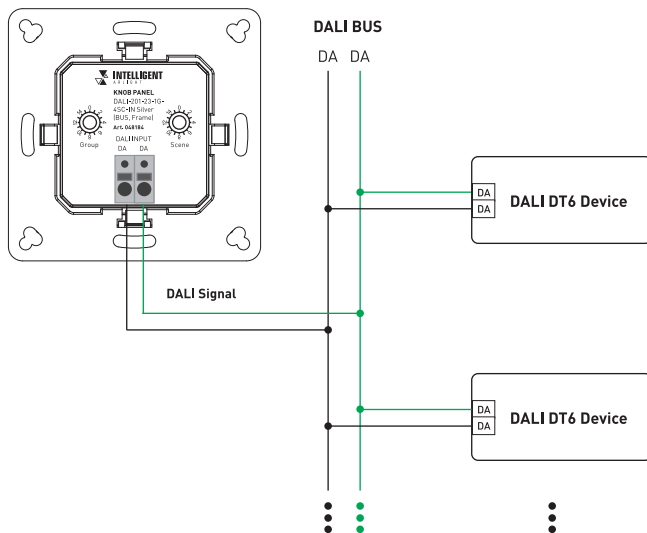 DALI BUS
DA DA
INTELLIGENT
ARLIGHT
KNOB PANEL
DALI-201-23-1G-
4SC-IN Silver
(BUS, Frame)
Art. 048184
Group
Scene
DALI INPUT
DA DA
DALI Signal
DA
DA
DALI DT6 Device
DA
DA
DALI DT6 Device